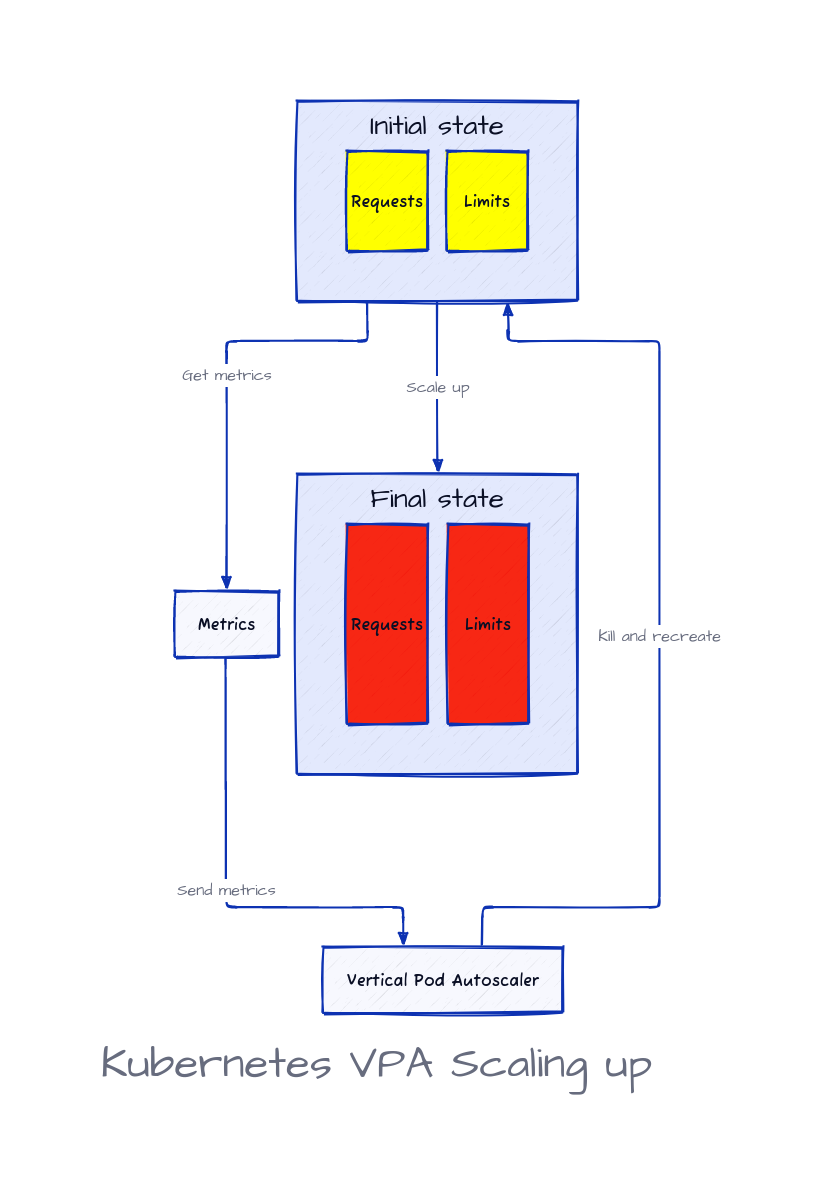 Initial state
Requests
Limits
Get metrics
Scale up
Final state
Requests
Limits
Metrics
Kill and recreate
Send metrics
Vertical Pod Autoscaler
Kubernetes VPA Scaling up